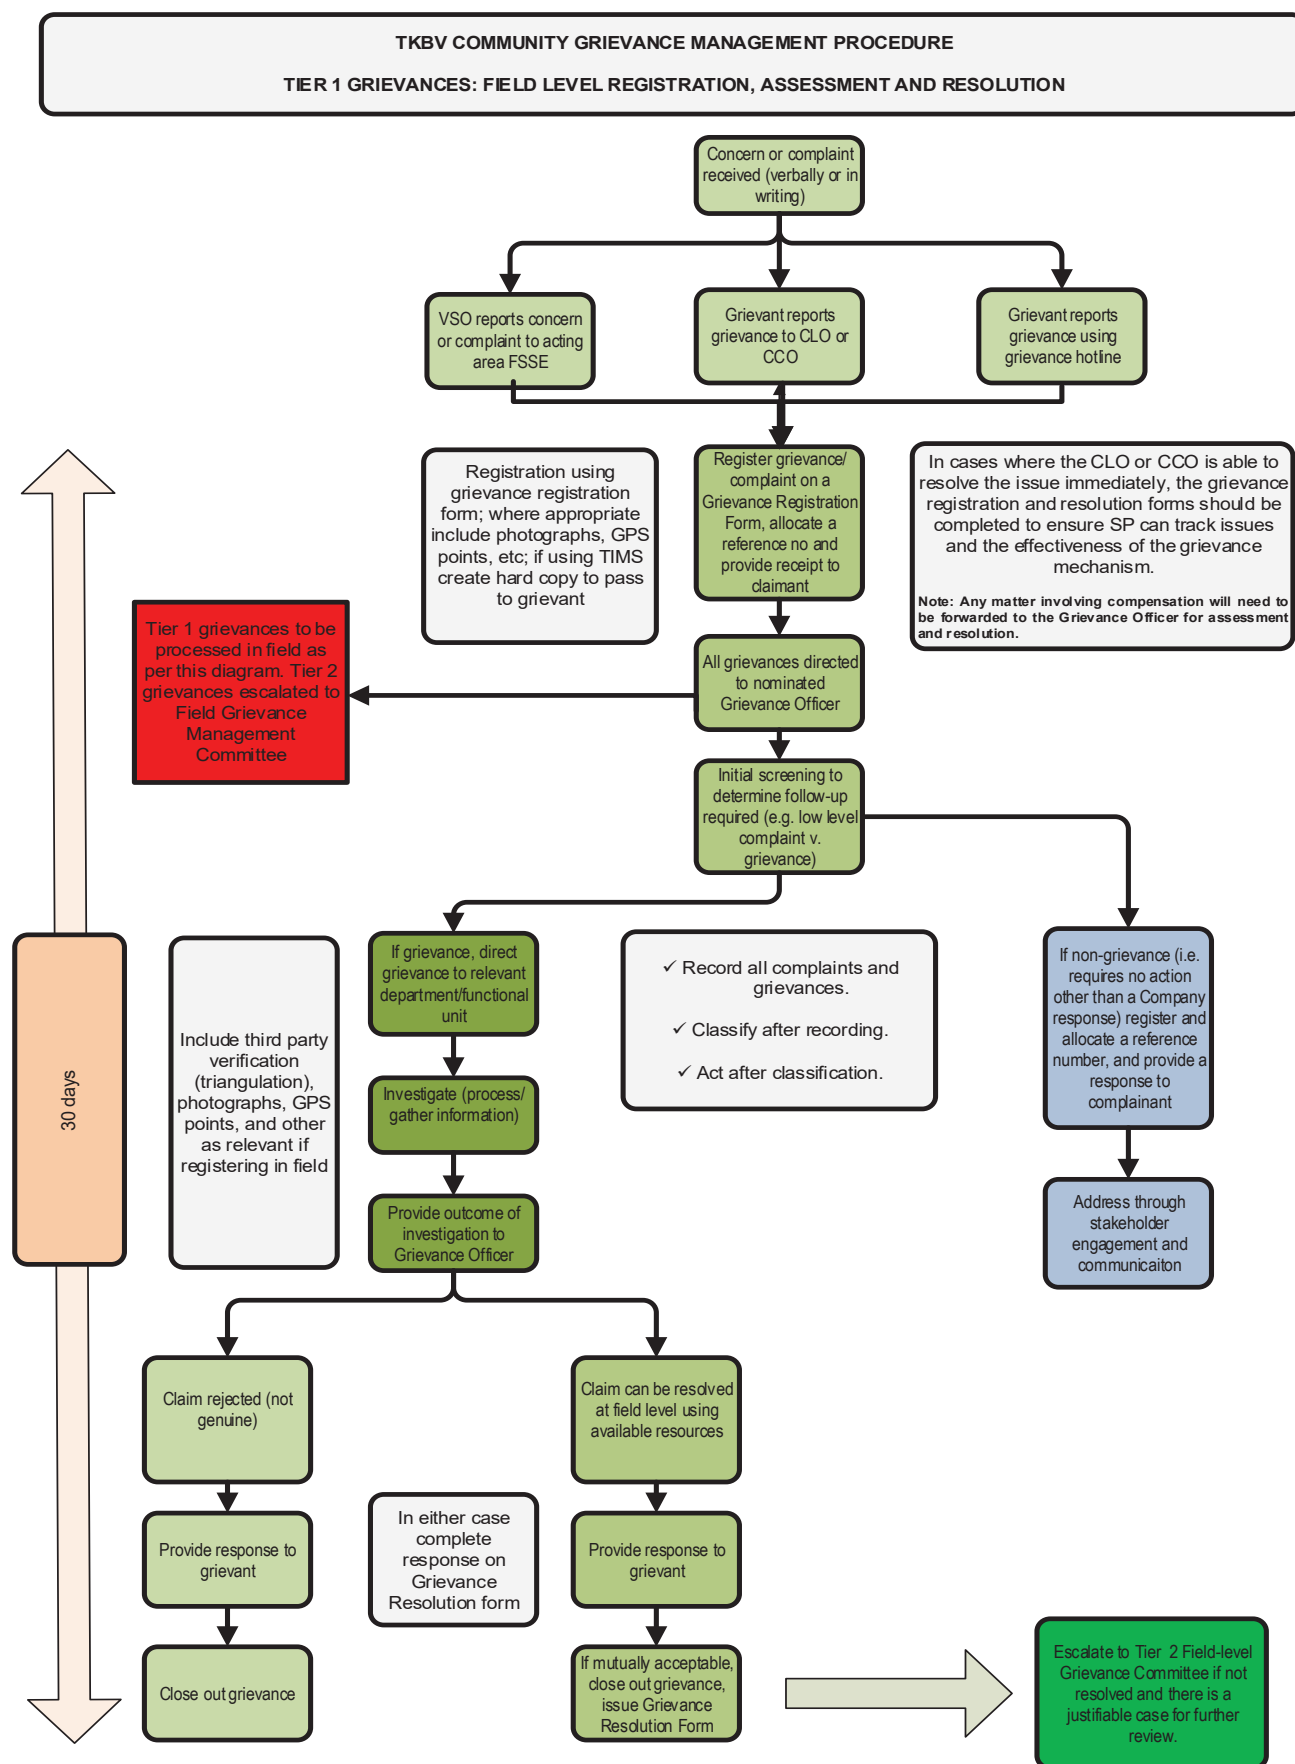 TKBV COMMUNITY GRIEVANCE MANAGEMENT PROCEDURE
TIER 1 GRIEVANCES: FIELD LEVEL REGISTRATION, ASSESSMENT AND RESOLUTION
Concern or complaint
received (verbally or in
writing)
VSO reports concern
or complaint to acting
area FSSE
Grievant reports
grievance to CLO or
CCO
Grievant reports
grievance using
grievance hotline
Registration using
grievance registration
form; where appropriate
include photographs, GPS
points, etc; if using TIMS
create hard copy to pass
to grievant
Register grievance/
complaint on a
Grievance Registration
Form, allocate a
reference no and
provide receipt to
claimant
In cases where the CLO or CCO is able to
resolve the issue immediately, the grievance
registration and resolution forms should be
completed to ensure SP can track issues
and the effectiveness of the grievance
mechanism.
Note: Any matter involving compensation will need to
be forwarded to the Grievance Officer for assessment
and resolution.
Tier 1 grievances to be
processed in field as
per this diagram. Tier 2
grievances escalated to
Field Grievance
Management
Committee
All grievances directed
to nominated
Grievance Officer
Initial screening to
determine follow-up
required (e.g. low level
complaint v.
grievance)
30 days
Include third party
verification
(triangulation),
photographs, GPS
points, and other
as relevant if
registering in field
If grievance, direct
grievance to relevant
department/functional
unit
✓ Record all complaints and
grievances.
✓ Classify after recording.
✓ Act after classification.
If non-grievance (i.e.
requires no action
other than a Company
response) register and
allocate a reference
number, and provide a
response to
complainant
Investigate (process/
gather information)
Provide outcome of
investigation to
Grievance Officer
Address through
stakeholder
engagement and
communicaiton
Claim rejected (not
genuine)
Claim can be resolved
at field level using
available resources
Provide response to
grievant
In either case
complete
response on
Grievance
Resolution form
Provide response to
grievant
Close out grievance
If mutually acceptable,
close out grievance,
issue Grievance
Resolution Form
Escalate to Tier 2 Field-level
Grievance Committee if not
resolved and there is a
justifiable case for further
review.